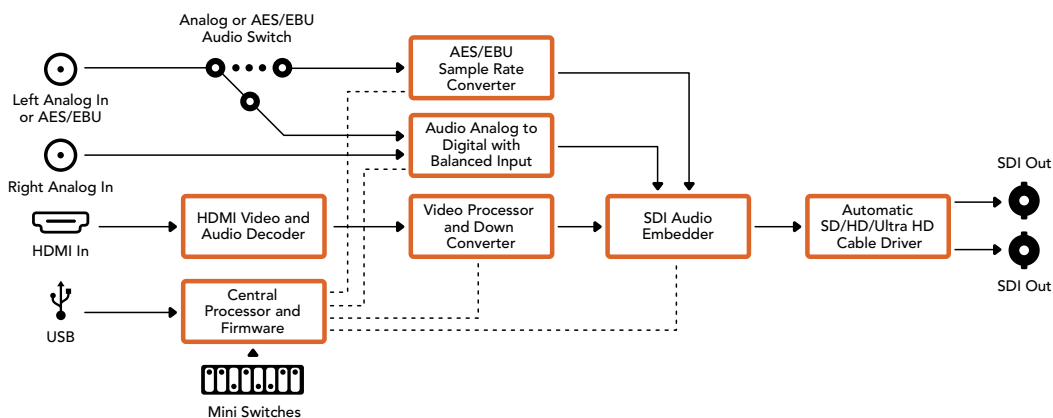 Analog or AES/EBU
Audio Switch
Left Analog In
or AES/EBU
AES/EBU
Sample Rate
Converter
Audio Analog to
Digital with
Balanced Input
Right Analog In
HDMI In
HDMI Video and
Audio Decoder
Video Processor
and Down
Converter
SDI Audio
Embedder
Automatic
SD/HD/Ultra HD
Cable Driver
SDI Out
SDI Out
USB
Central
Processor and
Firmware
Mini Switches